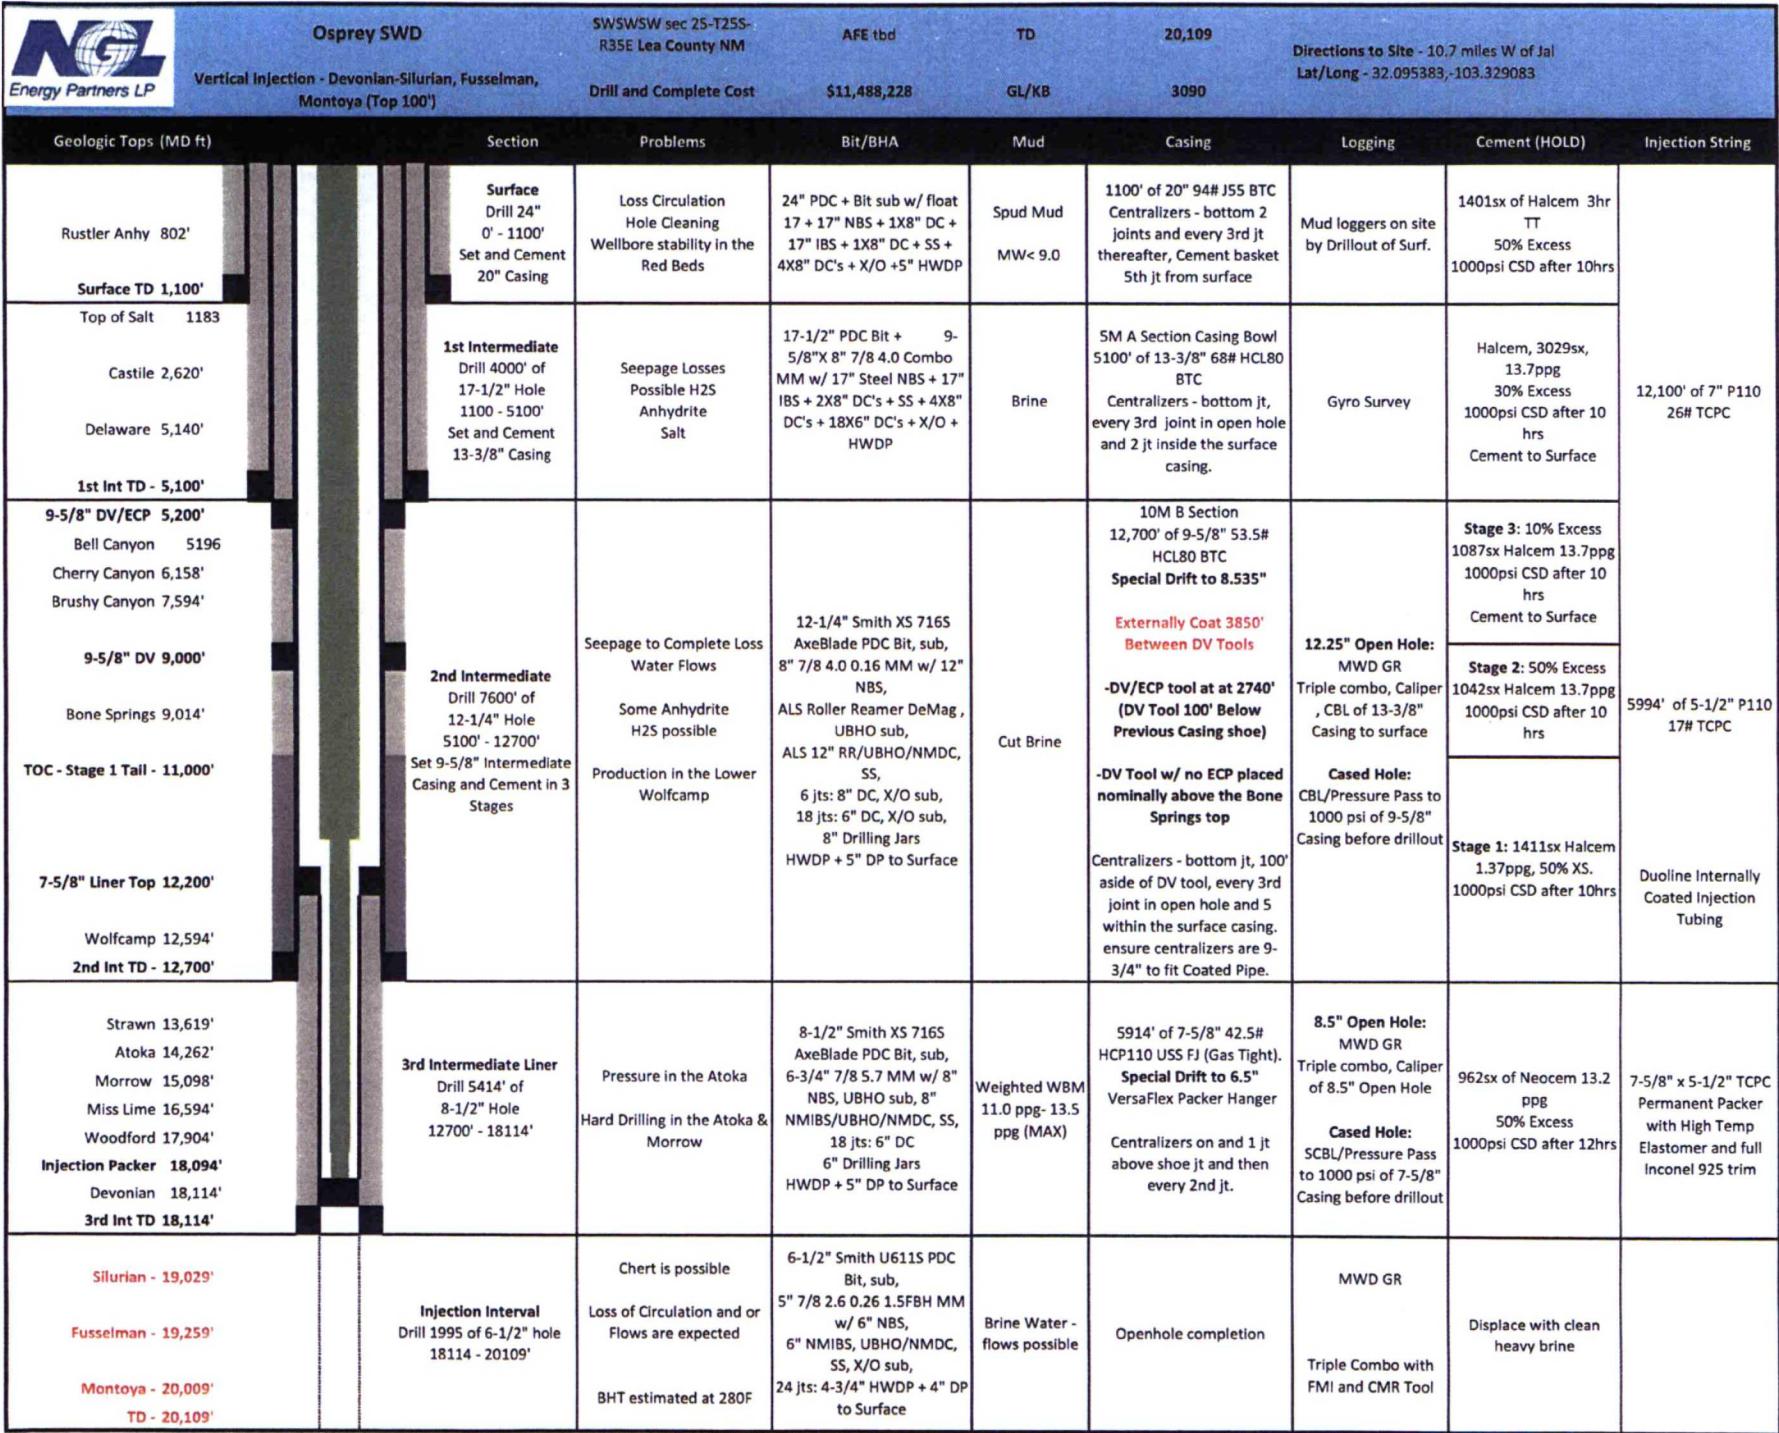 NGL
Energy Partners LP
Osprey SWD
Vertical Injection - Devonian-Silurian, Fusselman,
Montoya (Top 100')
SWSWSW sec 25-T25S-
R35E Lea County NM
Drill and Complete Cost
AFE tbd
$11,488,228
TD
GL/KB
20,109
3090
Directions to Site - 10.7 miles W of Jal
Lat/Long - 32.095383,-103.329083
Geologic Tops (MD ft)
Section
Problems
Bit/BHA
Mud
Casing
Logging
Cement (HOLD)
Injection String
Rustler Anhy 802'
Surface TD 1,100'
Surface
Drill 24"
0' - 1100'
Set and Cement
20" Casing
Loss Circulation
Hole Cleaning
Wellbore stability in the
Red Beds
24" PDC + Bit sub w/ float
17 + 17" NBS + 1X8" DC +
17" IBS + 1X8" DC + SS +
4X8" DC's + X/O +5" HWDP
Spud Mud
MW< 9.0
1100' of 20" 94# J55 BTC
Centralizers - bottom 2
joints and every 3rd jt
thereafter, Cement basket
5th jt from surface
Mud loggers on site
by Drillout of Surf.
1401sx of Halcem 3hr
TT
50% Excess
1000psi CSD after 10hrs
Top of Salt 1183
Castile 2,620'
Delaware 5,140'
1st Int TD - 5,100'
1st Intermediate
Drill 4000' of
17-1/2" Hole
1100 - 5100'
Set and Cement
13-3/8" Casing
Seepage Losses
Possible H2S
Anhydrite
Salt
17-1/2" PDC Bit + 9-
5/8"X 8" 7/8 4.0 Combo
MM w/ 17" Steel NBS + 17"
IBS + 2X8" DC's + SS + 4X8"
DC's + 18X6" DC's + X/O +
HWDP
Brine
5M A Section Casing Bowl
5100' of 13-3/8" 68# HCL80
BTC
Centralizers - bottom jt,
every 3rd joint in open hole
and 2 jt inside the surface
casing.
Gyro Survey
Halcem, 3029sx,
13.7ppg
30% Excess
1000psi CSD after 10
hrs
Cement to Surface
12,100' of 7" P110
26# TCPC
9-5/8" DV/ECP 5,200'
Bell Canyon 5196
Cherry Canyon 6,158'
Brushy Canyon 7,594'
9-5/8" DV 9,000'
Bone Springs 9,014'
TOC - Stage 1 Tail - 11,000'
7-5/8" Liner Top 12,200'
Wolfcamp 12,594'
2nd Int TD - 12,700'
2nd Intermediate
Drill 7600' of
12-1/4" Hole
5100' - 12700'
Set 9-5/8" Intermediate
Casing and Cement in 3
Stages
Seepage to Complete Loss
Water Flows
Some Anhydrite
H2S possible
Production in the Lower
Wolfcamp
12-1/4" Smith XS 716S
AxeBlade PDC Bit, sub,
8" 7/8 4.0 0.16 MM w/ 12"
NBS,
ALS Roller Reamer DeMag ,
UBHO sub,
ALS 12" RR/UBHO/NMDC,
SS,
6 jts: 8" DC, X/O sub,
18 jts: 6" DC, X/O sub,
8" Drilling Jars
HWDP + 5" DP to Surface
Cut Brine
10M B Section
12,700' of 9-5/8" 53.5#
HCL80 BTC
Special Drift to 8.535"
Externally Coat 3850'
Between DV Tools
-DV/ECP tool at at 2740'
(DV Tool 100' Below
Previous Casing shoe)
-DV Tool w/ no ECP placed
nominally above the Bone
Springs top
Centralizers - bottom jt, 100'
aside of DV tool, every 3rd
joint in open hole and 5
within the surface casing.
ensure centralizers are 9-
3/4" to fit Coated Pipe.
12.25" Open Hole:
MWD GR
Triple combo, Caliper
, CBL of 13-3/8"
Casing to surface
Cased Hole:
CBL/Pressure Pass to
1000 psi of 9-5/8"
Casing before drillout
Stage 3: 10% Excess
1087sx Halcem 13.7ppg
1000psi CSD after 10
hrs
Cement to Surface
Stage 2: 50% Excess
1042sx Halcem 13.7ppg
1000psi CSD after 10
hrs
Stage 1: 1411sx Halcem
1.37ppg, 50% XS.
1000psi CSD after 10hrs
5994' of 5-1/2" P110
17# TCPC
Duoline Internally
Coated Injection
Tubing
Strawn 13,619'
Atoka 14,262'
Morrow 15,098'
Miss Lime 16,594'
Woodford 17,904'
Injection Packer 18,094'
Devonian 18,114'
3rd Int TD 18,114'
3rd Intermediate Liner
Drill 5414' of
8-1/2" Hole
12700' - 18114'
Pressure in the Atoka
Hard Drilling in the Atoka &
Morrow
8-1/2" Smith XS 716S
AxeBlade PDC Bit, sub,
6-3/4" 7/8 5.7 MM w/ 8"
NBS, UBHO sub, 8"
NMIBS/UBHO/NMDC, SS,
18 jts: 6" DC
6" Drilling Jars
HWDP + 5" DP to Surface
Weighted WBM
11.0 ppg- 13.5
ppg (MAX)
5914' of 7-5/8" 42.5#
HCP110 USS FJ (Gas Tight).
Special Drift to 6.5"
VersaFlex Packer Hanger
Centralizers on and 1 jt
above shoe jt and then
every 2nd jt.
8.5" Open Hole:
MWD GR
Triple combo, Caliper
of 8.5" Open Hole
Cased Hole:
SCBL/Pressure Pass
to 1000 psi of 7-5/8"
Casing before drillout
962sx of Neocem 13.2
ppg
50% Excess
1000psi CSD after 12hrs
7-5/8" x 5-1/2" TCPC
Permanent Packer
with High Temp
Elastomer and full
Inconel 925 trim
Silurian - 19,029'
Fusselman - 19,259'
Montoya - 20,009'
TD - 20,109'
Injection Interval
Drill 1995 of 6-1/2" hole
18114 - 20109'
Chert is possible
Loss of Circulation and or
Flows are expected
BHT estimated at 280F
6-1/2" Smith U611S PDC
Bit, sub,
5" 7/8 2.6 0.26 1.5FBH MM
w/ 6" NBS,
6" NMIBS, UBHO/NMDC,
SS, X/O sub,
24 jts: 4-3/4" HWDP + 4" DP
to Surface
Brine Water -
flows possible
Openhole completion
MWD GR
Triple Combo with
FMI and CMR Tool
Displace with clean
heavy brine